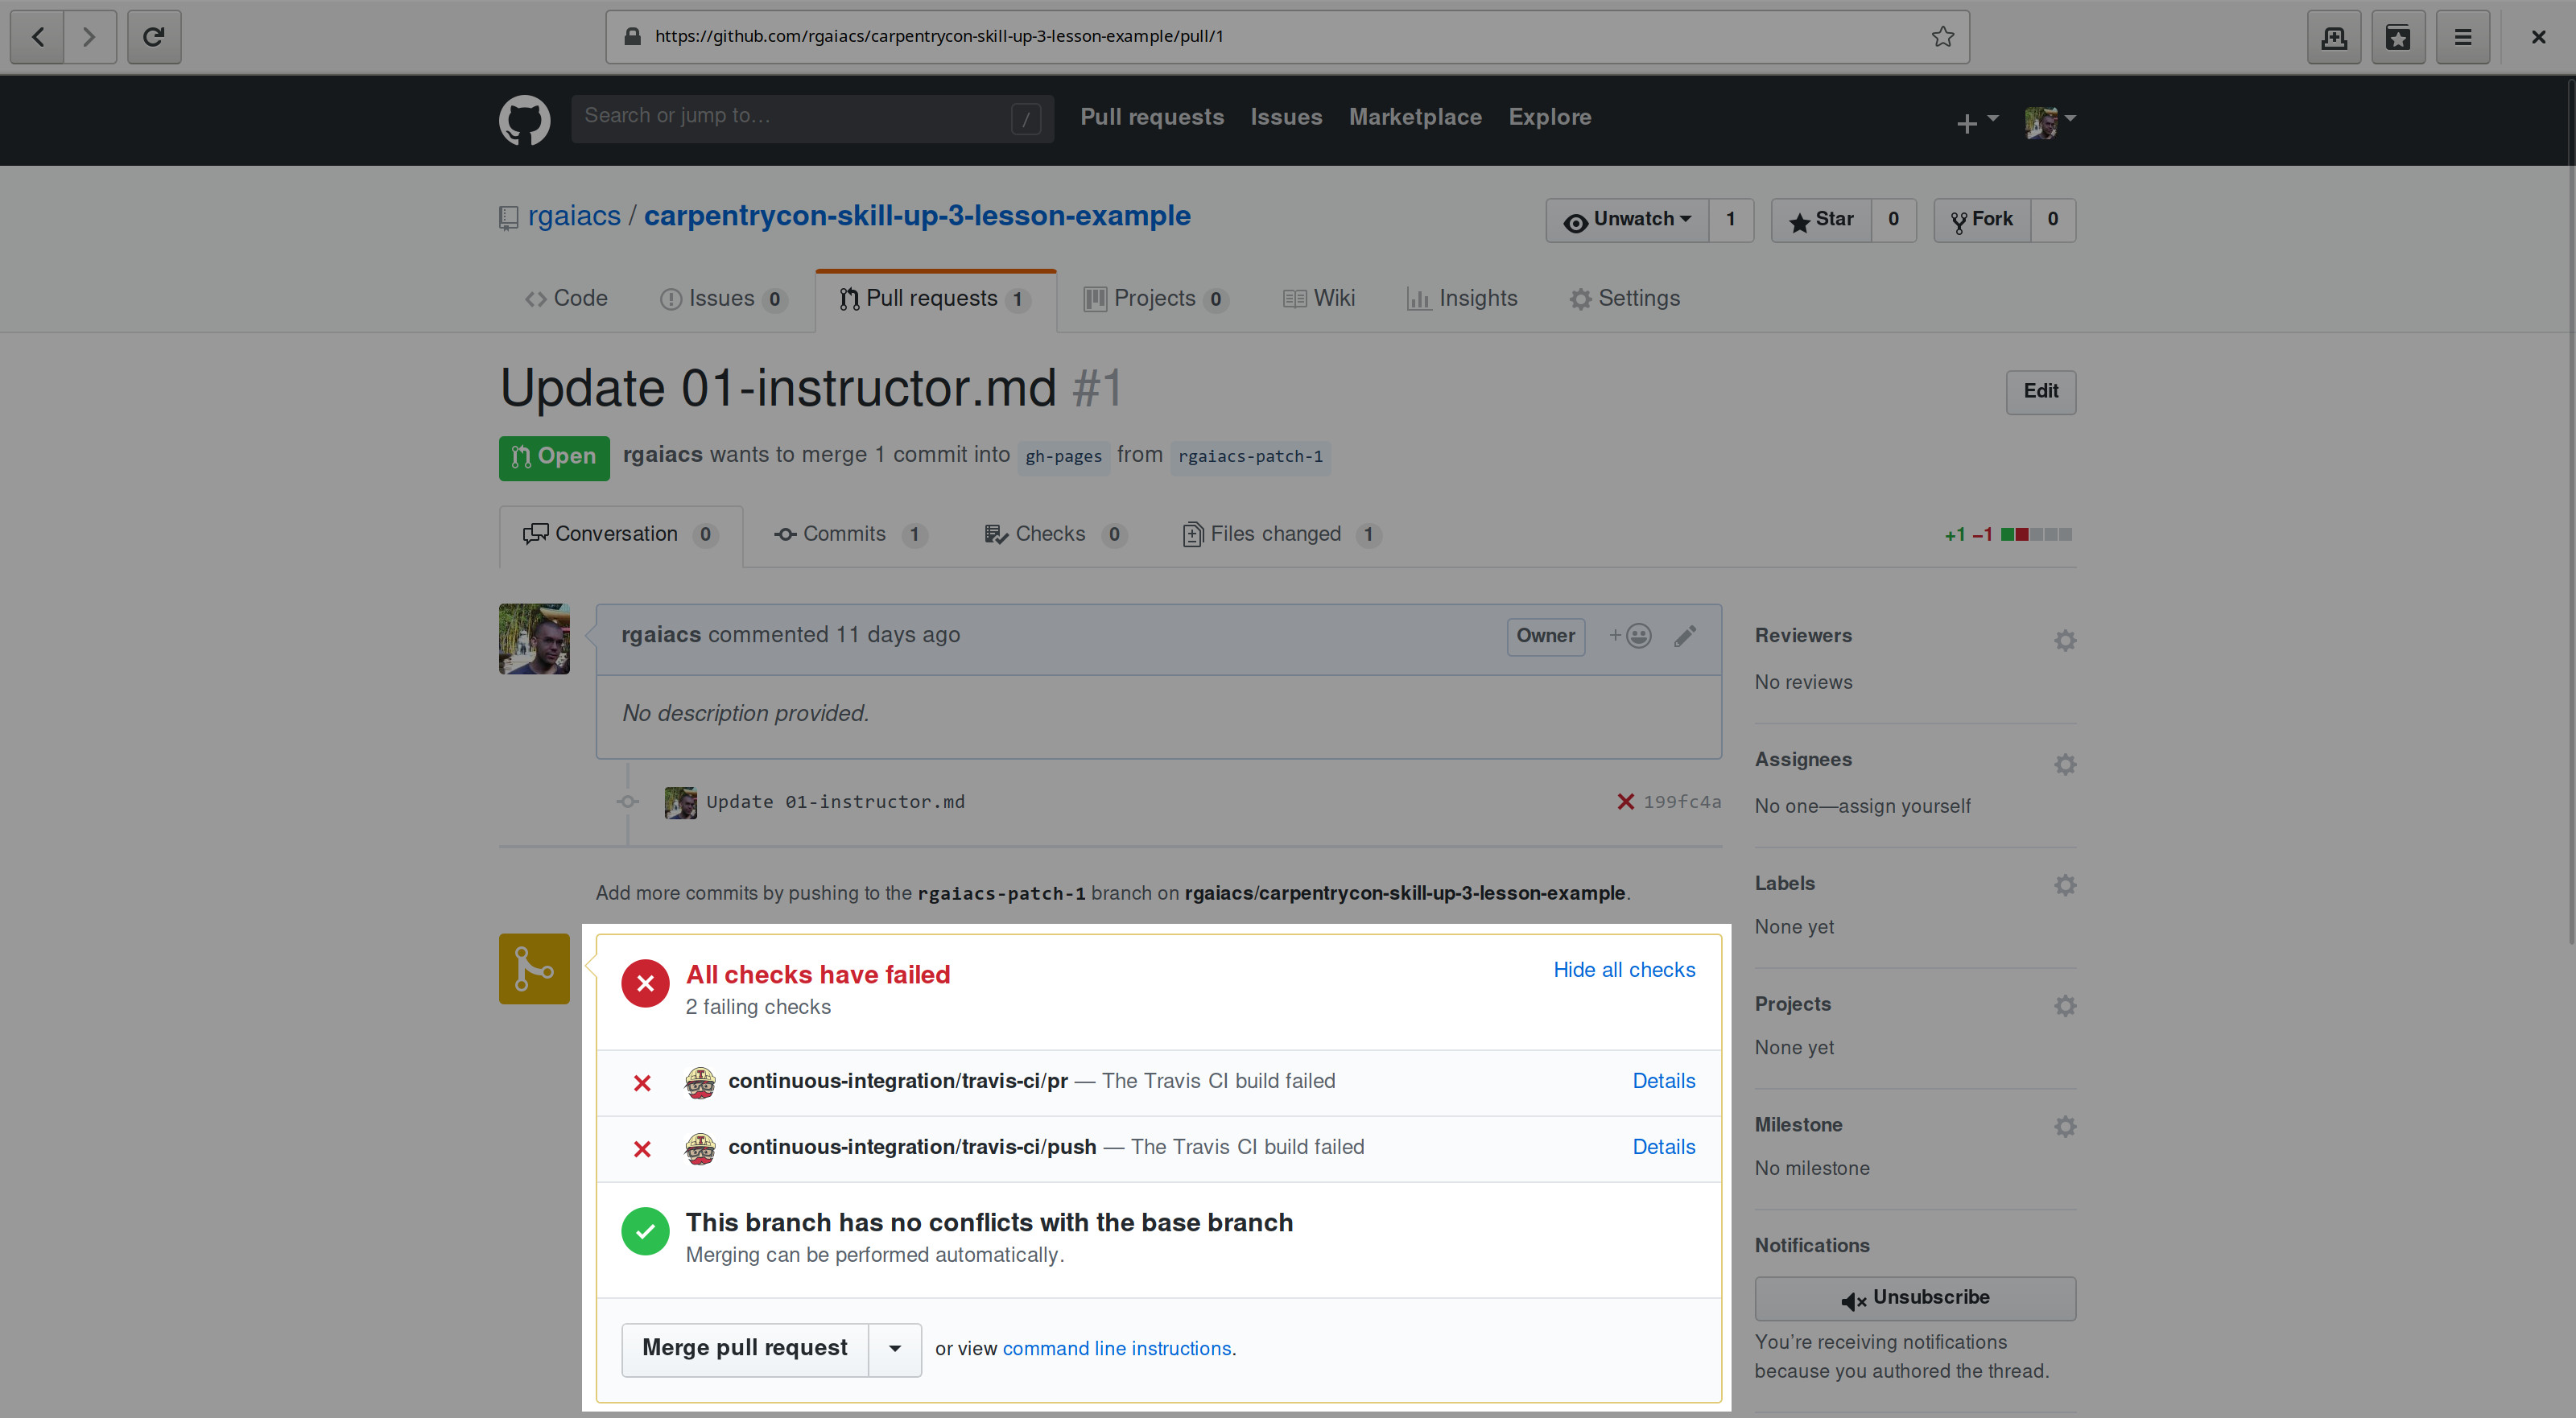 https://github.com/rgaiacs/carpentrycon-skill-up-3-lesson-example/pull/1
Search or jump to… /
Pull requests Issues Marketplace Explore
rgaiacs / carpentrycon-skill-up-3-lesson-example
Unwatch 1 Star 0 Fork 0
Code Issues 0 Pull requests 1 Projects 0 Wiki Insights Settings
Update 01-instructor.md #1
Edit
Open rgaiacs wants to merge 1 commit into gh-pages from rgaiacs-patch-1
Conversation 0 Commits 1 Checks 0 Files changed 1 +1 −1
rgaiacs commented 11 days ago Owner
No description provided.
Update 01-instructor.md 199fc4a
Add more commits by pushing to the rgaiacs-patch-1 branch on rgaiacs/carpentrycon-skill-up-3-lesson-example.
All checks have failed
2 failing checks
Hide all checks
continuous-integration/travis-ci/pr — The Travis CI build failed Details
continuous-integration/travis-ci/push — The Travis CI build failed Details
This branch has no conflicts with the base branch
Merging can be performed automatically.
Merge pull request or view command line instructions.
Reviewers
No reviews
Assignees
No one—assign yourself
Labels
None yet
Projects
None yet
Milestone
No milestone
Notifications
Unsubscribe
You’re receiving notifications
because you authored the thread.